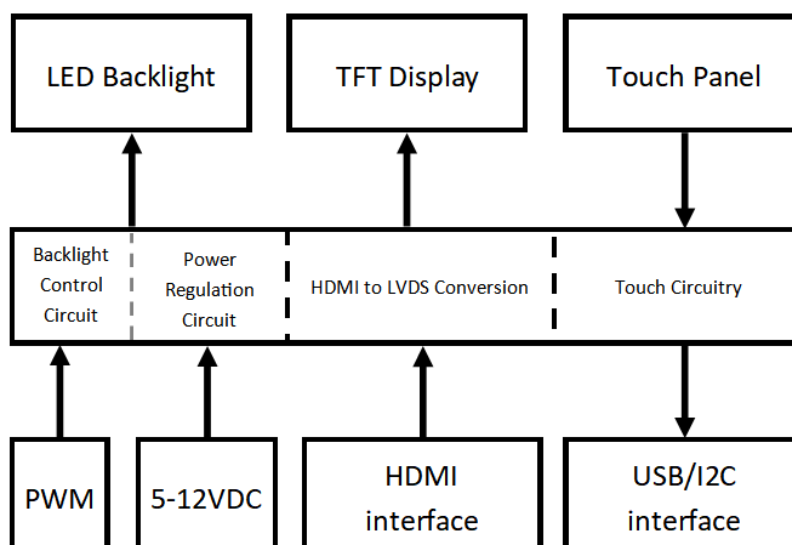 LED Backlight
TFT Display
Touch Panel
Backlight
Control
Circuit
Power
Regulation
Circuit
HDMI to LVDS Conversion
Touch Circuitry
PWM
5-12VDC
HDMI
interface
USB/I2C
interface